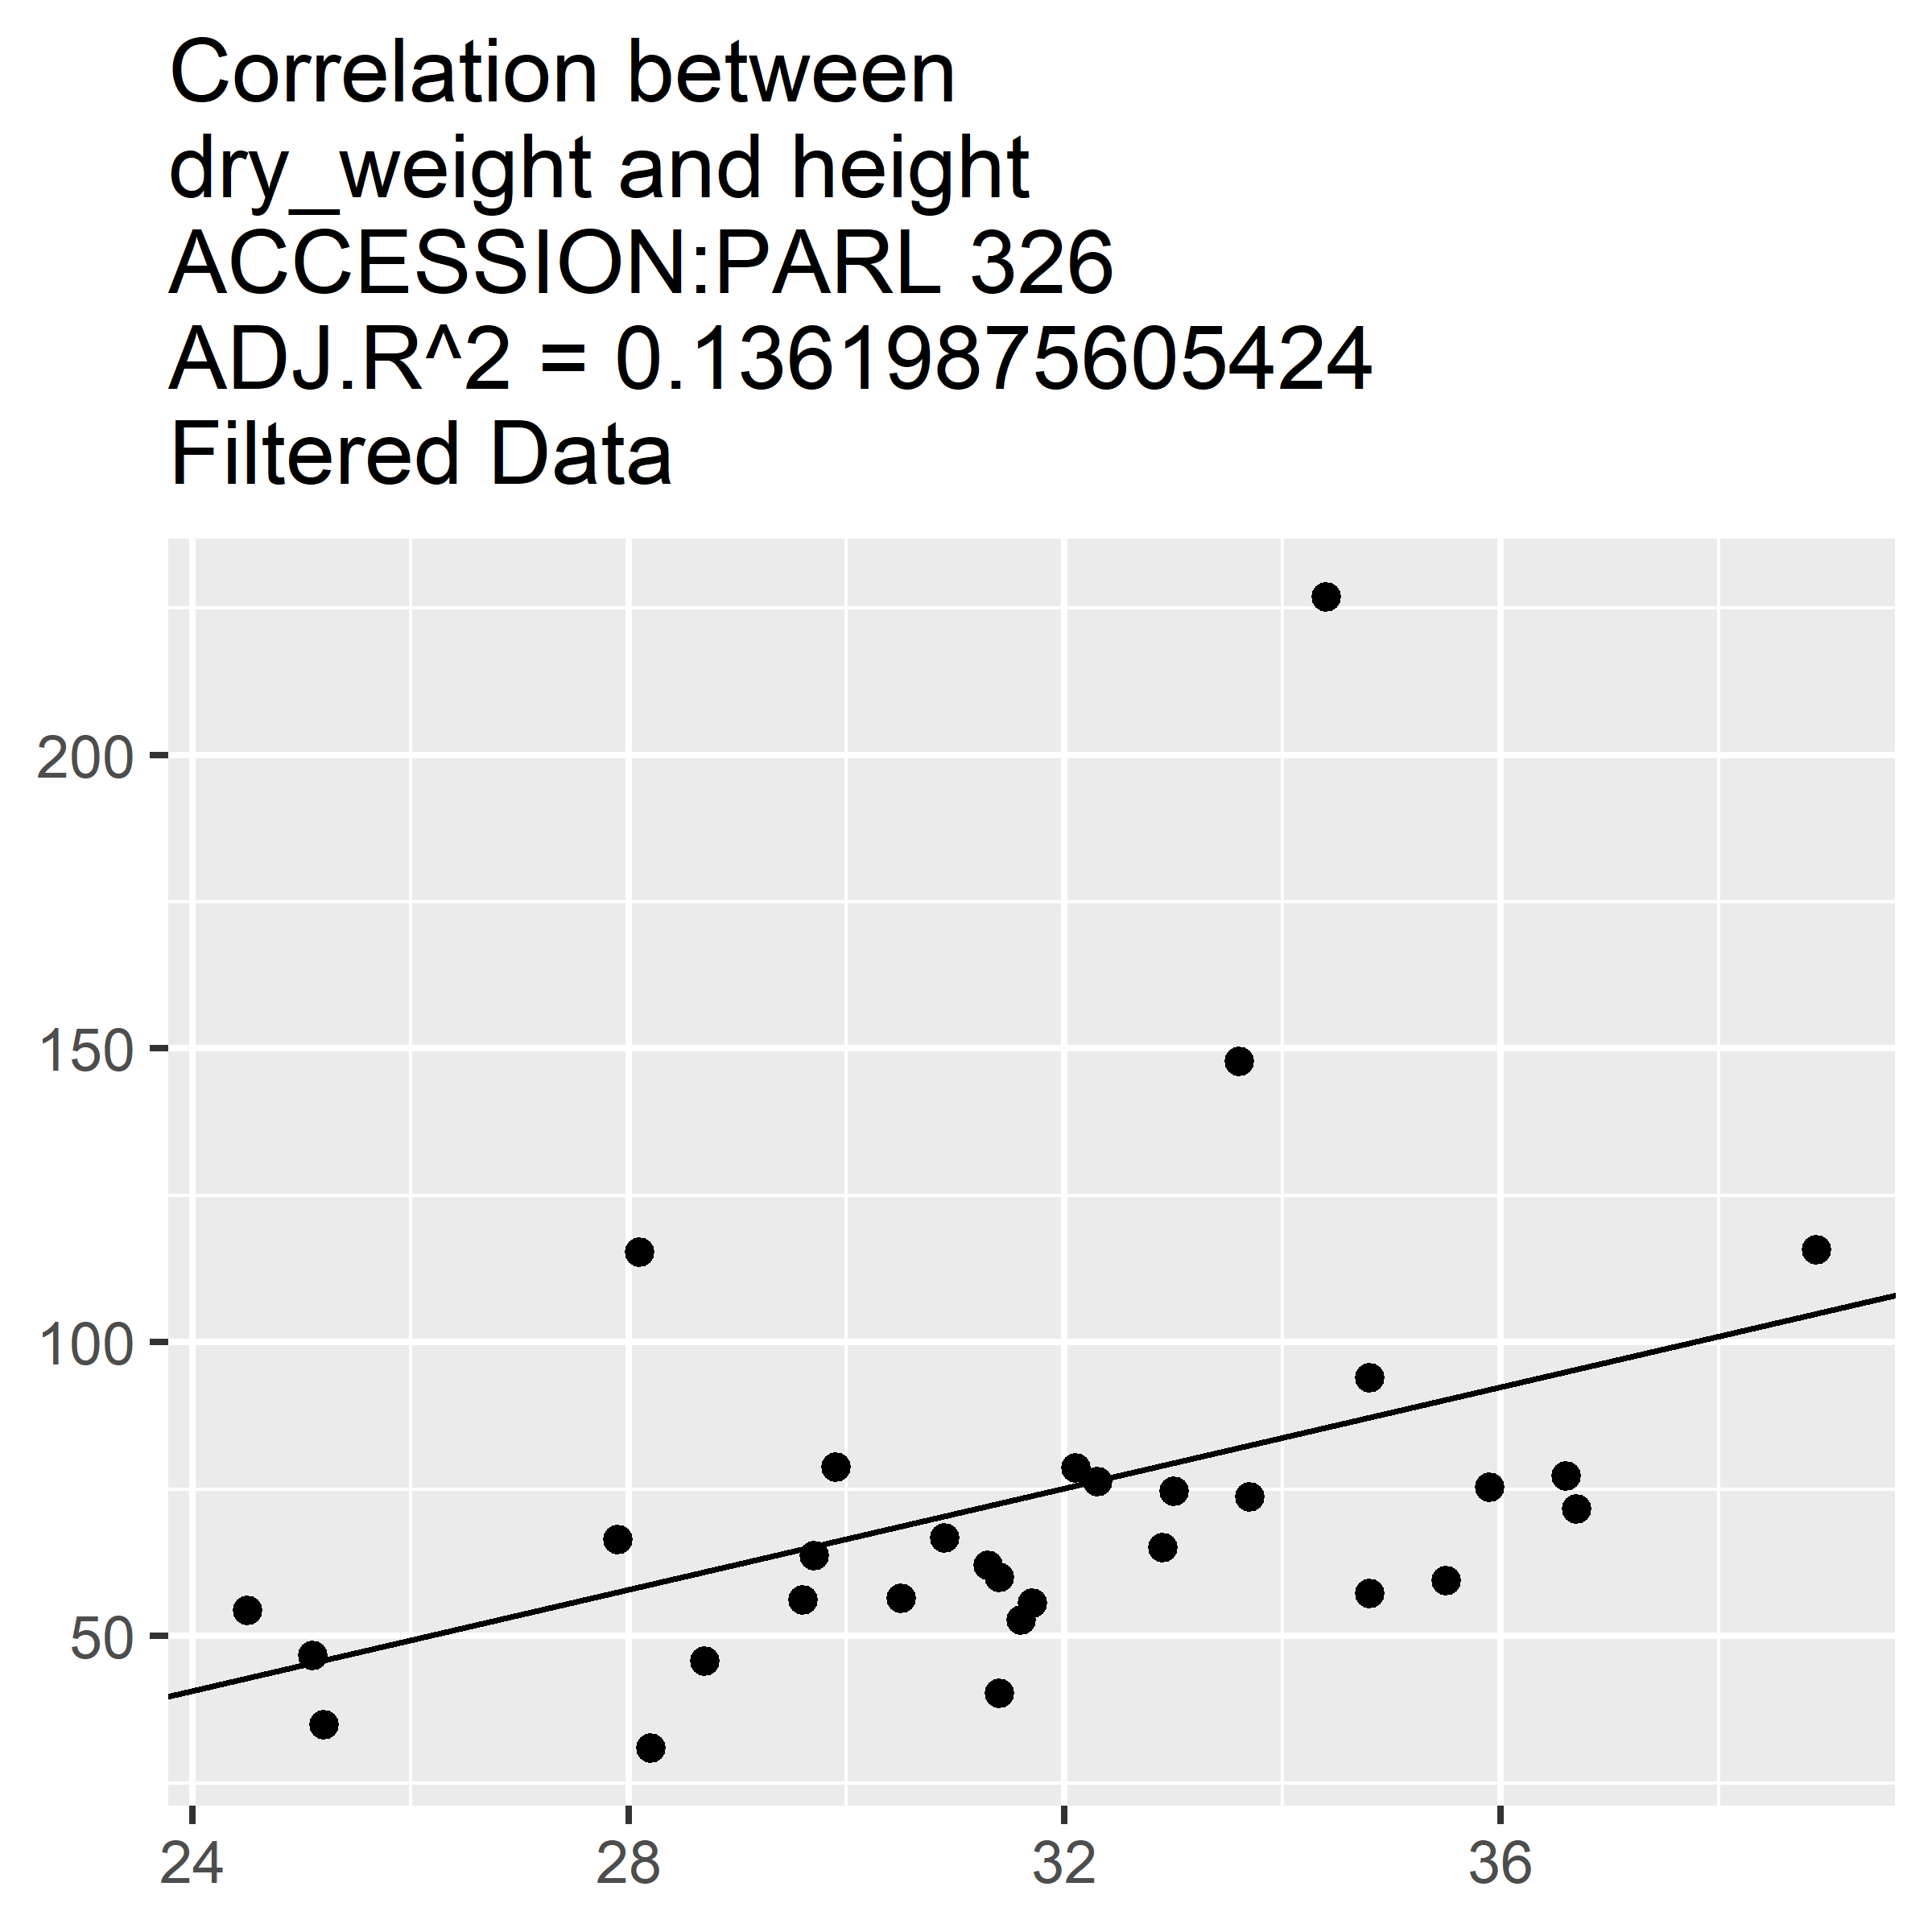 Correlation between
dry_weight and height
ACCESSION:PARL 326
ADJ.R^2 = 0.13619875605424
Filtered Data
200
150
100
50
24 28 32 36